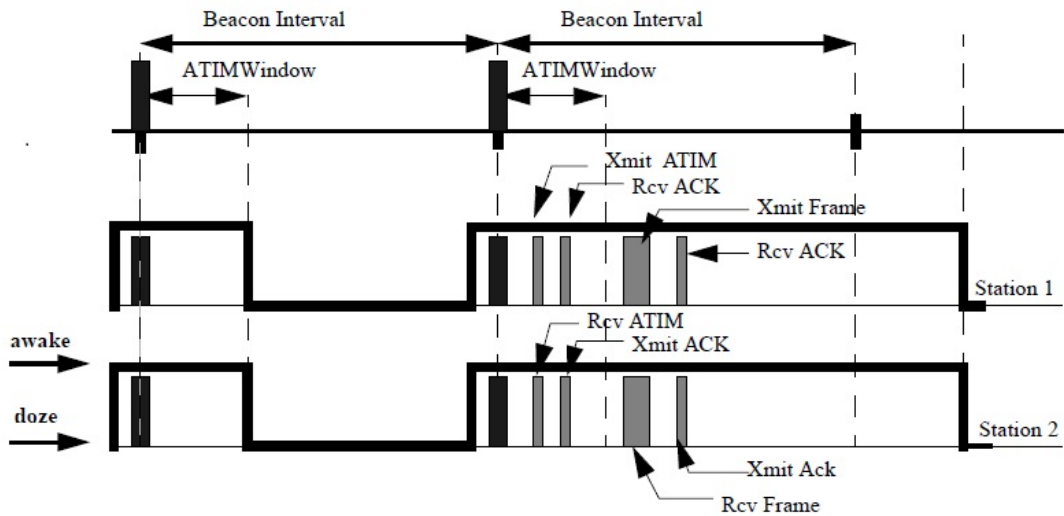 Beacon Interval Beacon Interval
ATIMWindow ATIMWindow
Xmit ATIM
Rcv ACK
Xmit Frame
Rcv ACK
Station 1
Rcv ATIM
awake
Xmit ACK
doze
Station 2
Xmit Ack
Rcv Frame